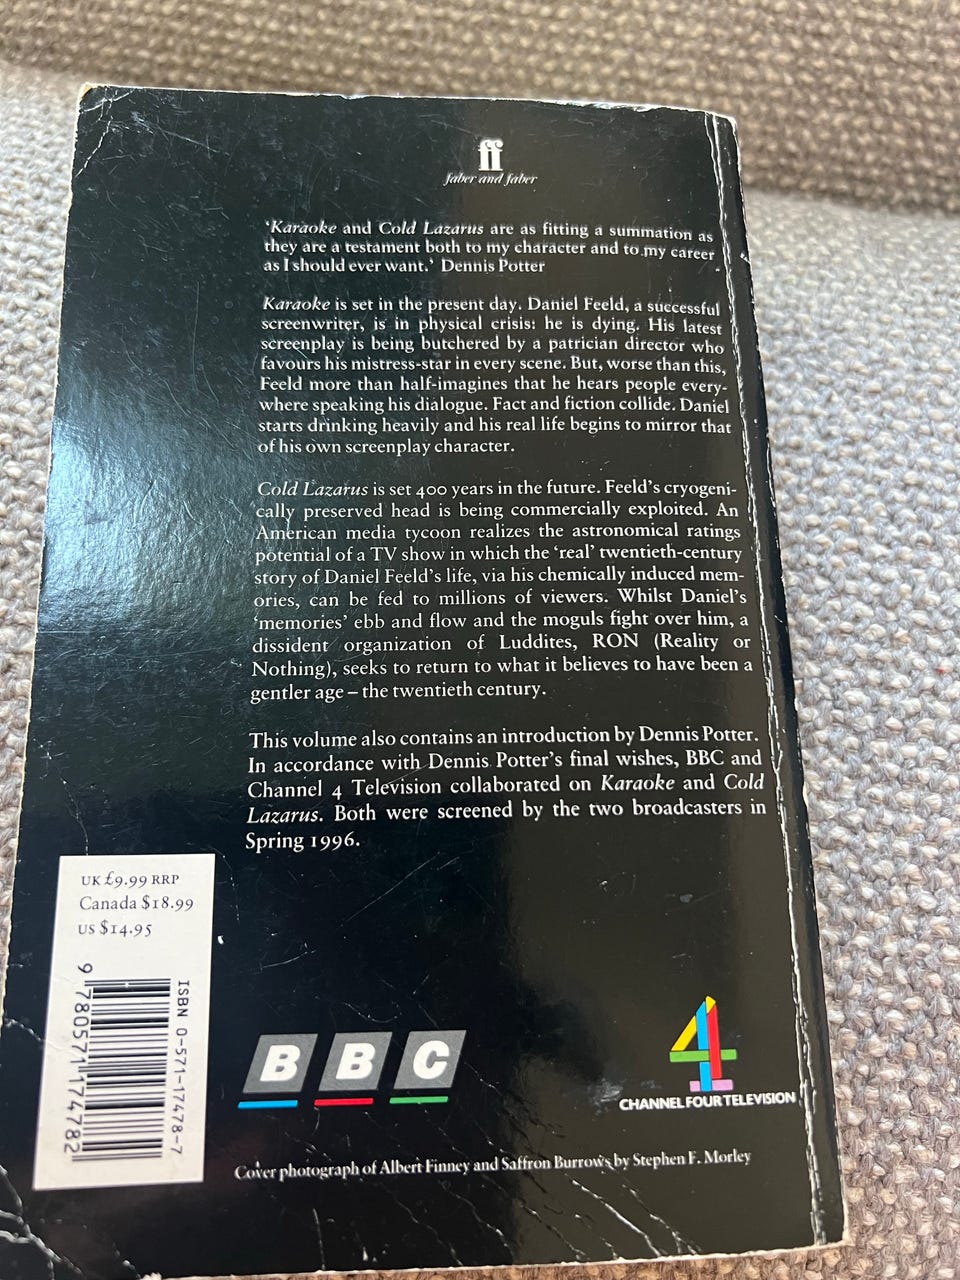 ff
faber and faber
'Karaoke and Cold Lazarus are as fitting a summation as
they are a testament both to my character and to my career
as I should ever want.' Dennis Potter
Karaoke is set in the present day. Daniel Feeld, a successful
screenwriter, is in physical crisis: he is dying. His latest
screenplay is being butchered by a patrician director who
favours his mistress-star in every scene. But, worse than this,
Feeld more than half-imagines that he hears people every-
where speaking his dialogue. Fact and fiction collide. Daniel
starts drinking heavily and his real life begins to mirror that
of his own screenplay character.
Cold Lazarus is set 400 years in the future. Feeld's cryogeni-
cally preserved head is being commercially exploited. An
American media tycoon realizes the astronomical ratings
potential of a TV show in which the 'real' twentieth-century
story of Daniel Feeld's life, via his chemically induced mem-
ories, can be fed to millions of viewers. Whilst Daniel's
'memories' ebb and flow and the moguls fight over him, a
dissident organization of Luddites, RON (Reality or
Nothing), seeks to return to what it believes to have been a
gentler age – the twentieth century.
This volume also contains an introduction by Dennis Potter.
In accordance with Dennis Potter's final wishes, BBC and
Channel 4 Television collaborated on Karaoke and Cold
Lazarus. Both were screened by the two broadcasters in
Spring 1996.
UK £9.99 RRP
Canada $18.99
US $14.95
ISBN 0-571-17478-7
9 780571 174782
BBC
4
CHANNEL FOUR TELEVISION
Cover photograph of Albert Finney and Saffron Burrows by Stephen F. Morley